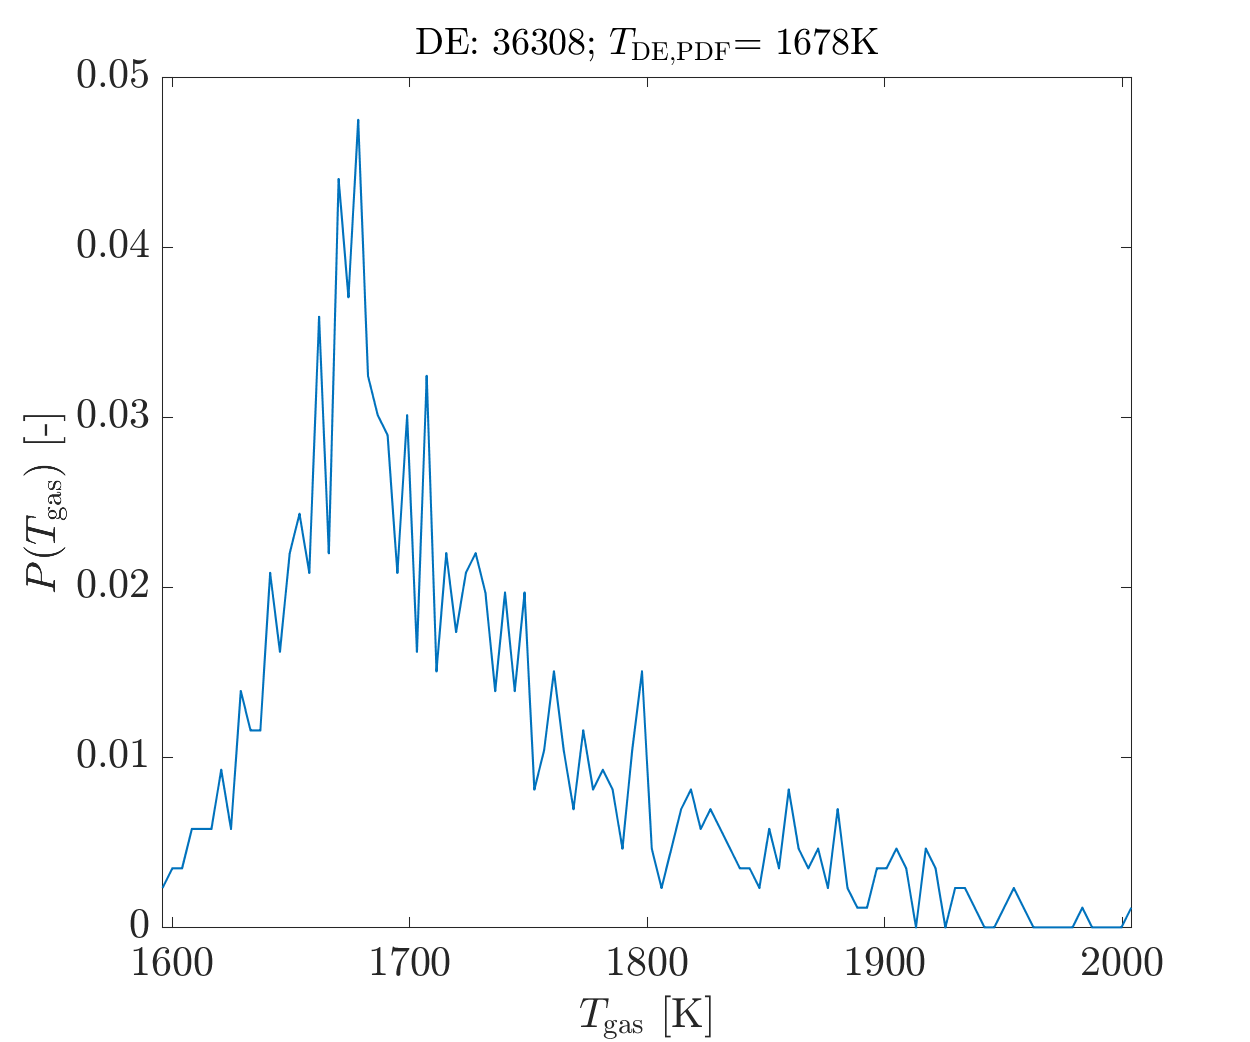 DE: 36308; T_DE,PDF= 1678K
0.05
0.04
0.03
0.02
0.01
0
P(T_gas) [-]
1600 1700 1800 1900 2000
T_gas [K]